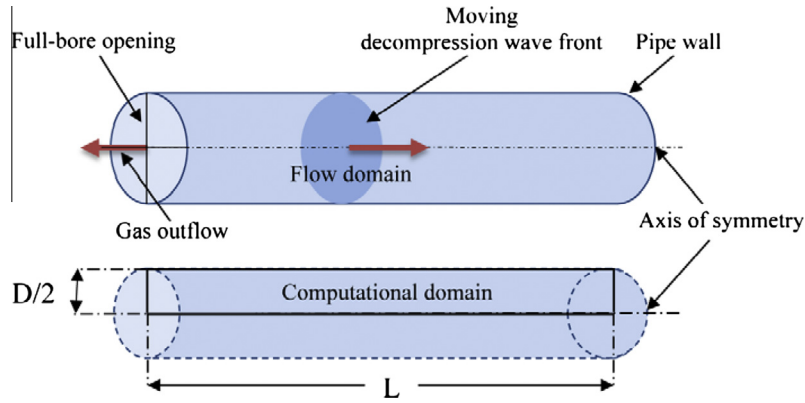 Moving
decompression wave front
Full-bore opening
Pipe wall
Flow domain
Gas outflow
Axis of symmetry
D/2
Computational domain
L